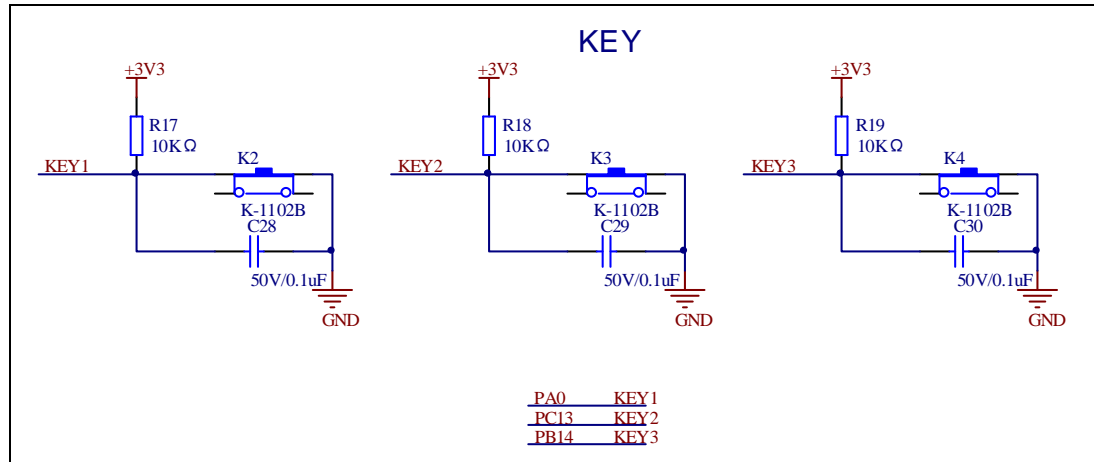 KEY
+3V3
R17
10KΩ
KEY1
K2
K-1102B
C28
50V/0.1uF
GND
+3V3
R18
10KΩ
KEY2
K3
K-1102B
C29
50V/0.1uF
GND
+3V3
R19
10KΩ
KEY3
K4
K-1102B
C30
50V/0.1uF
GND
PA0 KEY1
PC13 KEY2
PB14 KEY3